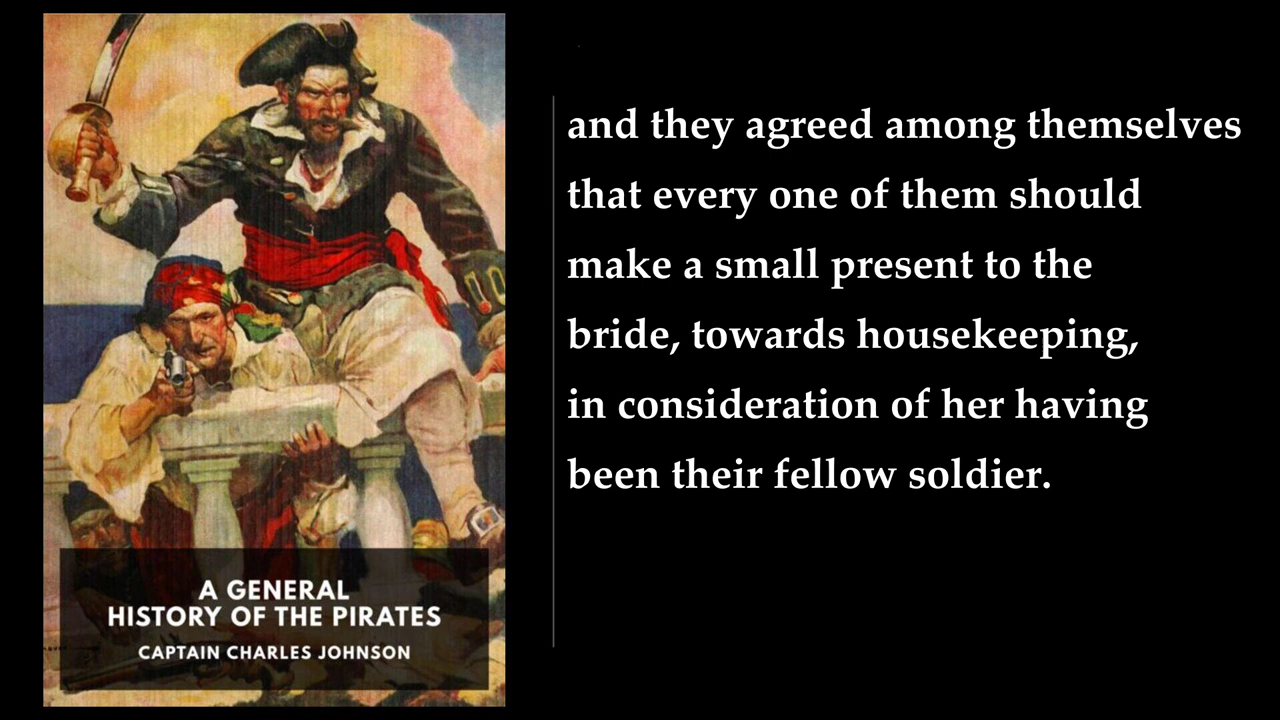 and they agreed among themselves
that every one of them should
make a small present to the
bride, towards housekeeping,
in consideration of her having
been their fellow soldier.
A GENERAL
HISTORY OF THE PIRATES
CAPTAIN CHARLES JOHNSON